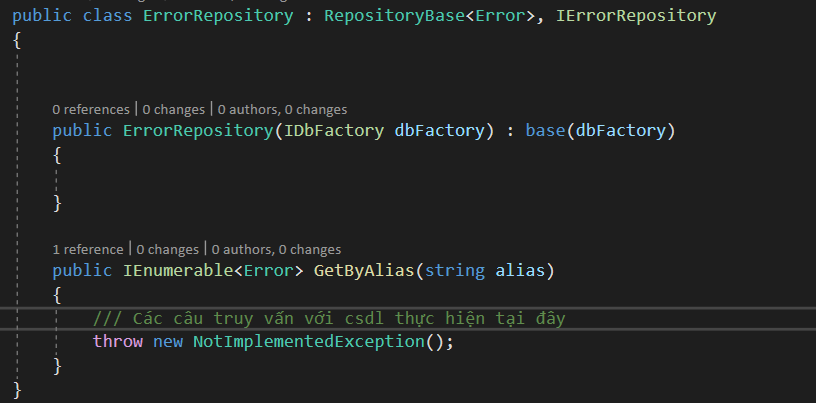 public class ErrorRepository : RepositoryBase<Error>, IErrorRepository
{
0 references | 0 changes | 0 authors, 0 changes
public ErrorRepository(IDbFactory dbFactory) : base(dbFactory)
{
}
1 reference | 0 changes | 0 authors, 0 changes
public IEnumerable<Error> GetByAlias(string alias)
{
/// Các câu truy vấn với csdl thực hiện tại đây
throw new NotImplementedException();
}
}